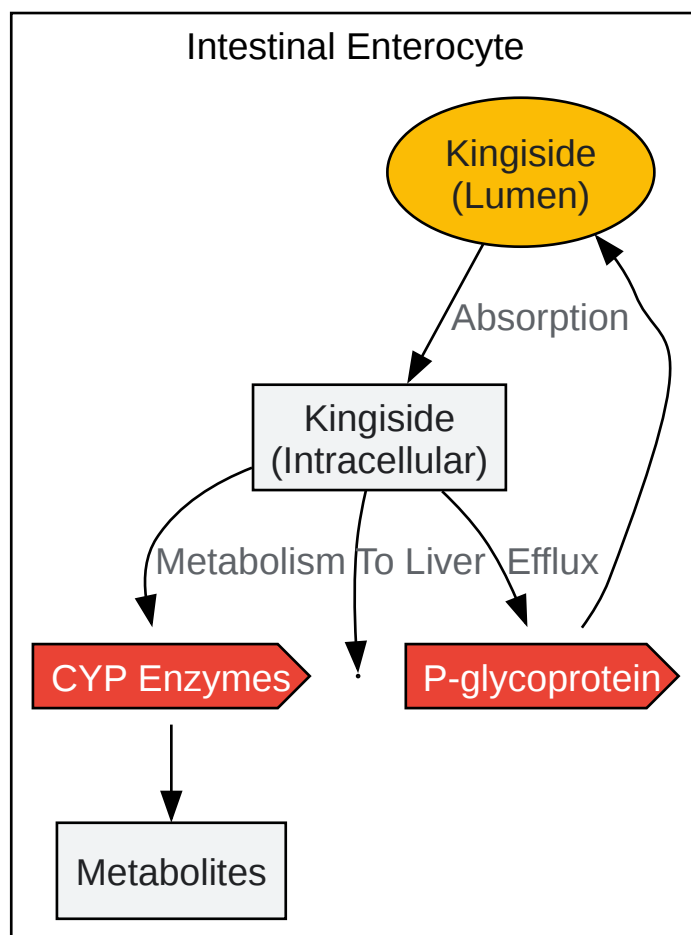 Intestinal Enterocyte
Kingiside
(Lumen)
Absorption
Kingiside
(Intracellular)
Metabolism To Liver Efflux
CYP Enzymes
P-glycoprotein
Metabolites